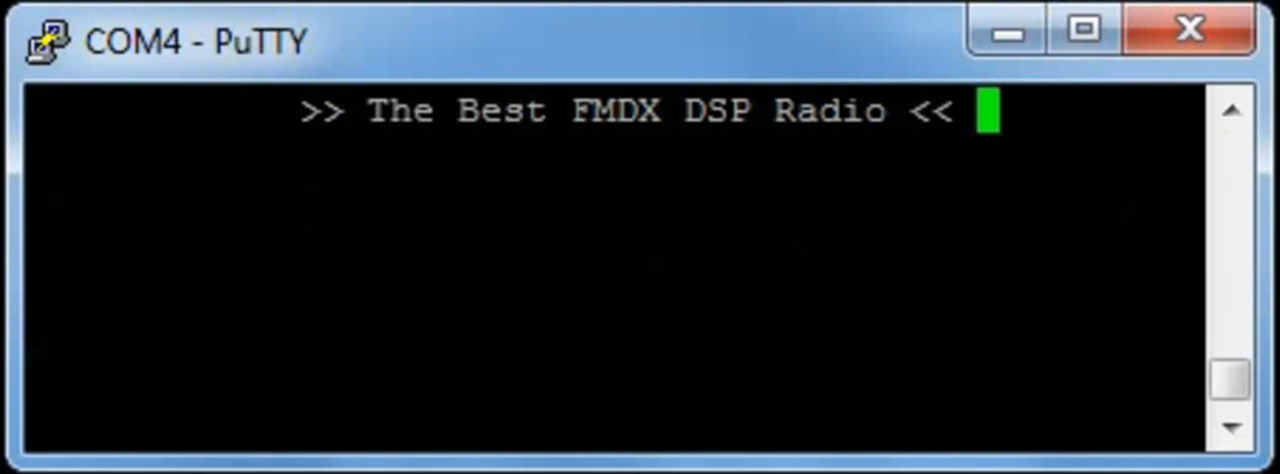 COM4 - PuTTY
>> The Best FMDX DSP Radio <<